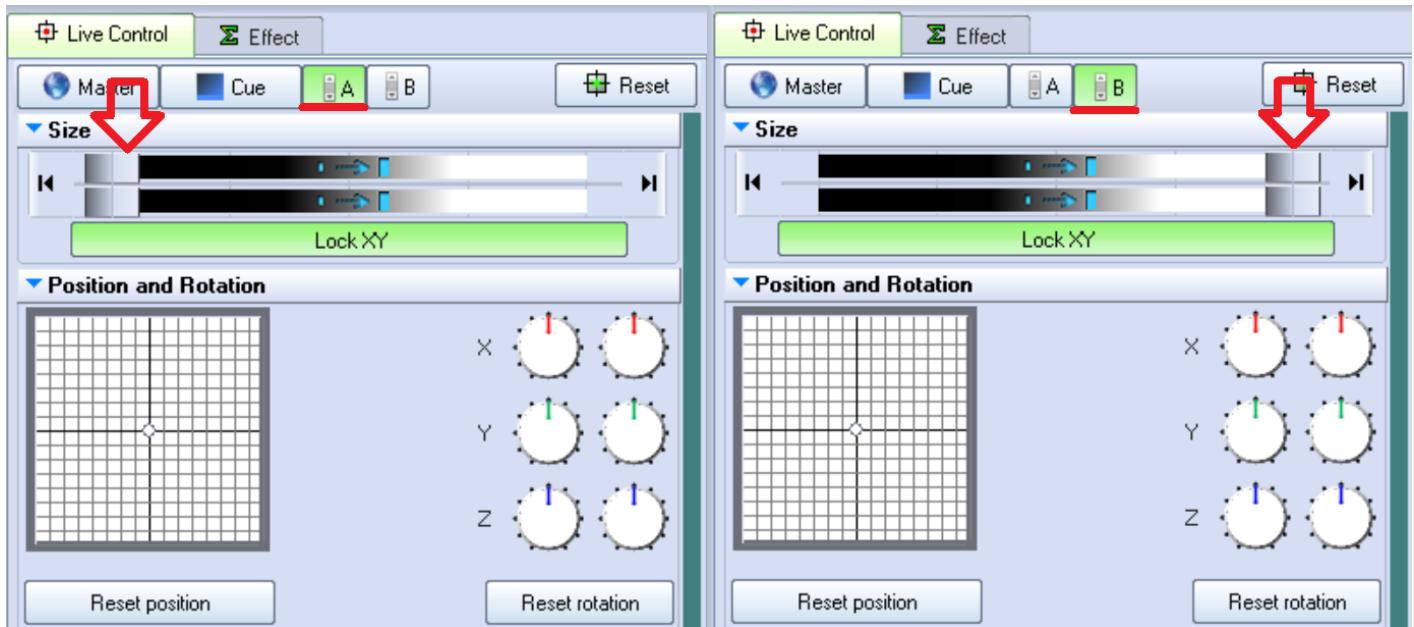 Live Control Effect
Master Cue A B Reset
Size
Lock XY
Position and Rotation
X
Y
Z
Reset position Reset rotation
Live Control Effect
Master Cue A B Reset
Size
Lock XY
Position and Rotation
X
Y
Z
Reset position Reset rotation